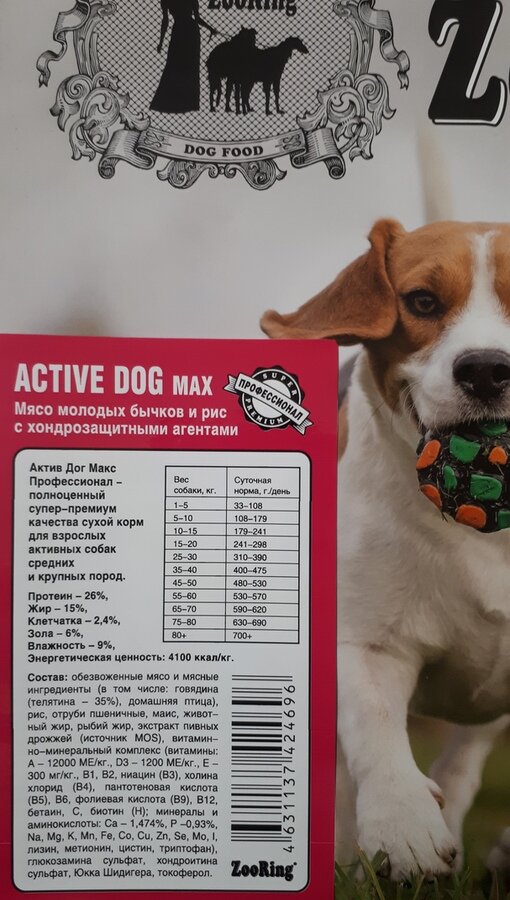 ZooRing
DOG FOOD
ACTIVE DOG MAX
SUPER
ПРОФЕССИОНАЛ
PREMIUM
Мясо молодых бычков и рис
с хондрозащитными агентами
Актив Дог Макс
Профессионал –
полноценный
супер–премиум
качества сухой корм
для взрослых
активных собак
средних
и крупных пород.
Протеин – 26%,
Жир – 15%,
Клетчатка – 2,4%,
Зола – 6%,
Влажность – 9%,
Энергетическая ценность: 4100 ккал/кг.
Вес собаки, кг. Суточная норма, г./день
1–5 33–108
5–10 108–179
10–15 179–241
15–20 241–298
25–30 310–390
35–40 400–475
45–50 480–530
55–60 530–570
65–70 590–620
75–80 630–690
80+ 700+
Состав: обезвоженные мясо и мясные
ингредиенты (в том числе: говядина
(телятина – 35%), домашняя птица),
рис, отруби пшеничные, маис, живот–
ный жир, рыбий жир, экстракт пивных
дрожжей (источник MOS), витамин–
но–минеральный комплекс (витамины:
A – 12000 МЕ/кг., D3 – 1200 МЕ/кг., E –
300 мг/кг., B1, B2, ниацин (B3), холина
хлорид (B4), пантотеновая кислота
(B5), B6, фолиевая кислота (B9), B12,
бетаин, C, биотин (H); минералы и
аминокислоты: Ca – 1,474%, P –0,93%,
Na, Mg, K, Mn, Fe, Co, Cu, Zn, Se, Mo, I,
лизин, метионин, цистин, триптофан),
глюкозамина сульфат, хондроитина
сульфат, Юкка Шидигера, токоферол.
4631137424696
ZooRing